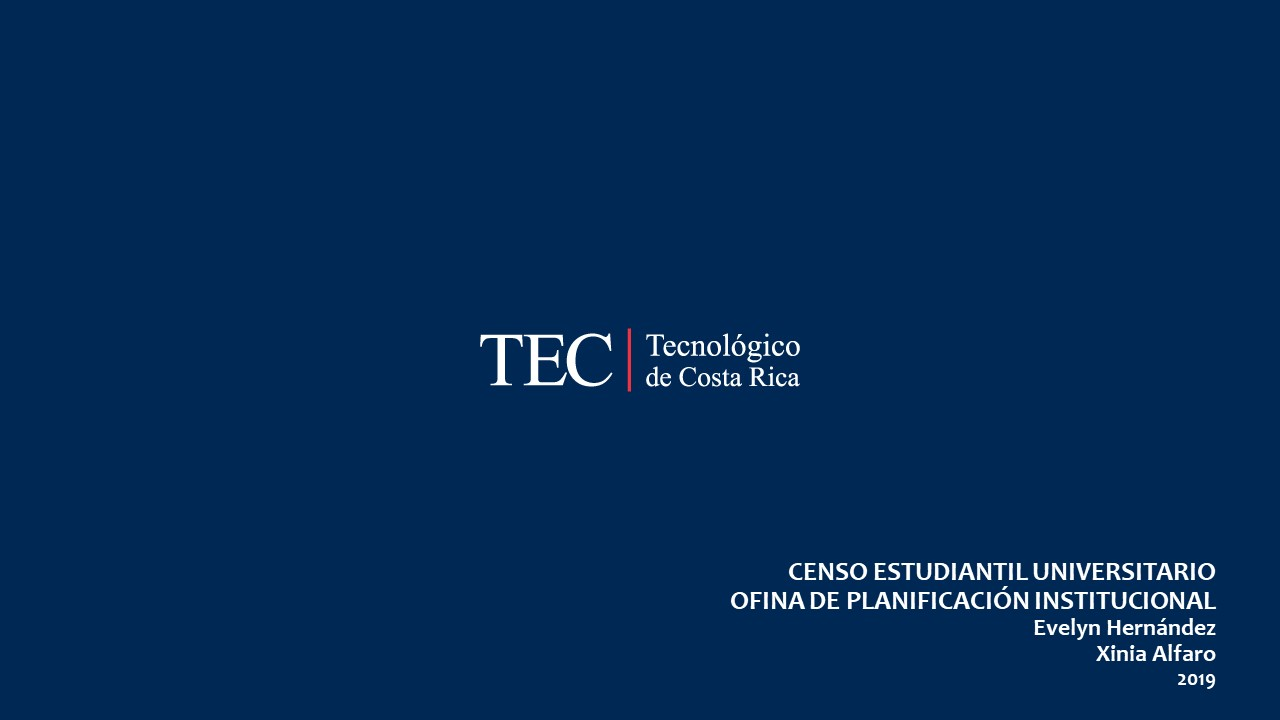 TEC
Tecnológico
de Costa Rica
CENSO ESTUDIANTIL UNIVERSITARIO
OFINA DE PLANIFICACIÓN INSTITUCIONAL
Evelyn Hernández
Xinia Alfaro
2019